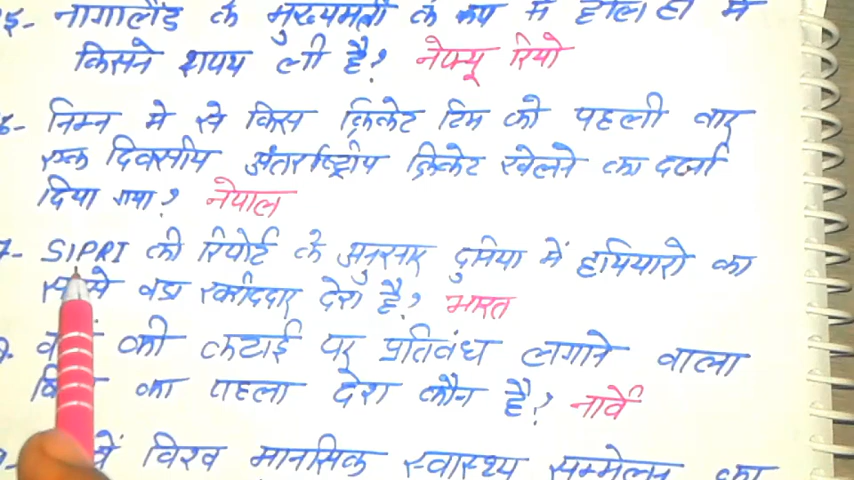 नागालैंड के मुख्यमंत्री के रूप में हाल ही में
किसने शपथ ली है? नेफ्यू रियो
6- निम्न मे से किस क्रिकेट टिम को पहली बार
एक दिवसीय अंतर्राष्ट्रीय क्रिकेट खेलने का दर्जा
दिया गया? नेपाल
7- SIPRI की रिपोर्ट के अनुसार दुनिया में हथियारो का
सबसे बडा खरीददार देश है? भारत
की कटाई पर प्रतिबंध लगाने वाला
का पहला देश कौन है? नार्वे
वें विश्व मानसिक स्वास्थ्य सम्मेलन का